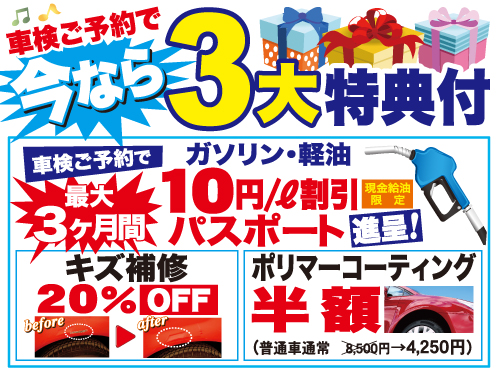 車検ご予約で
今なら
3大特典付
車検ご予約で
最大
3ヶ月間
ガソリン・軽油
10円/ℓ割引
現金給油
限定
パスポート進呈!
キズ補修
20%OFF
before
after
ポリマーコーティング
半額
(普通車通常 8,500円→4,250円)